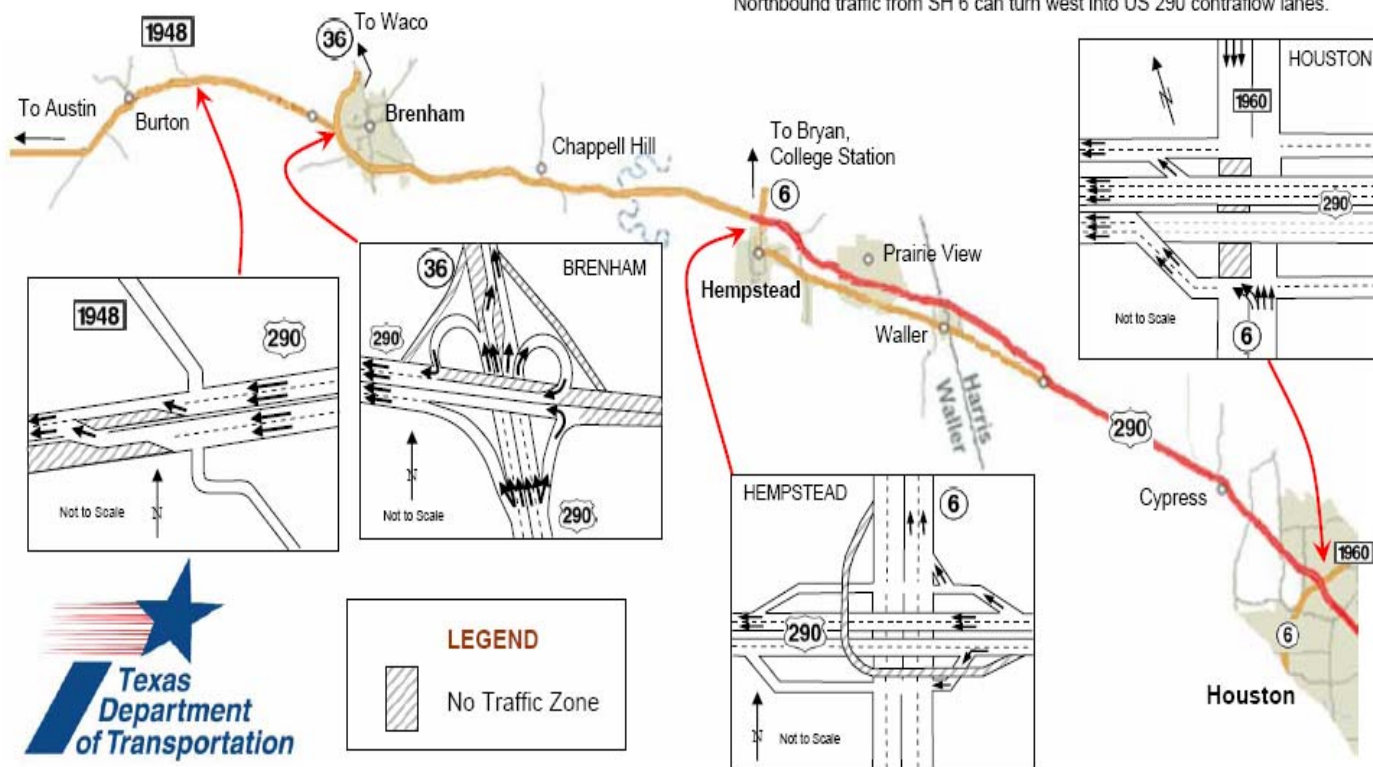 Northbound traffic from SH 6 can turn west into US 290 contraflow lanes.
1948
36
To Waco
To Austin
Burton
Brenham
Chappell Hill
To Bryan,
College Station
6
HOUSTON
1960
290
Not to Scale
6
Prairie View
Hempstead
Waller
Harris
Waller
290
Cypress
1960
6
Houston
1948
290
Not to Scale
N
36
BRENHAM
290
N
Not to Scale
290
HEMPSTEAD
6
290
N
Not to Scale
Texas
Department
of Transportation
LEGEND
No Traffic Zone